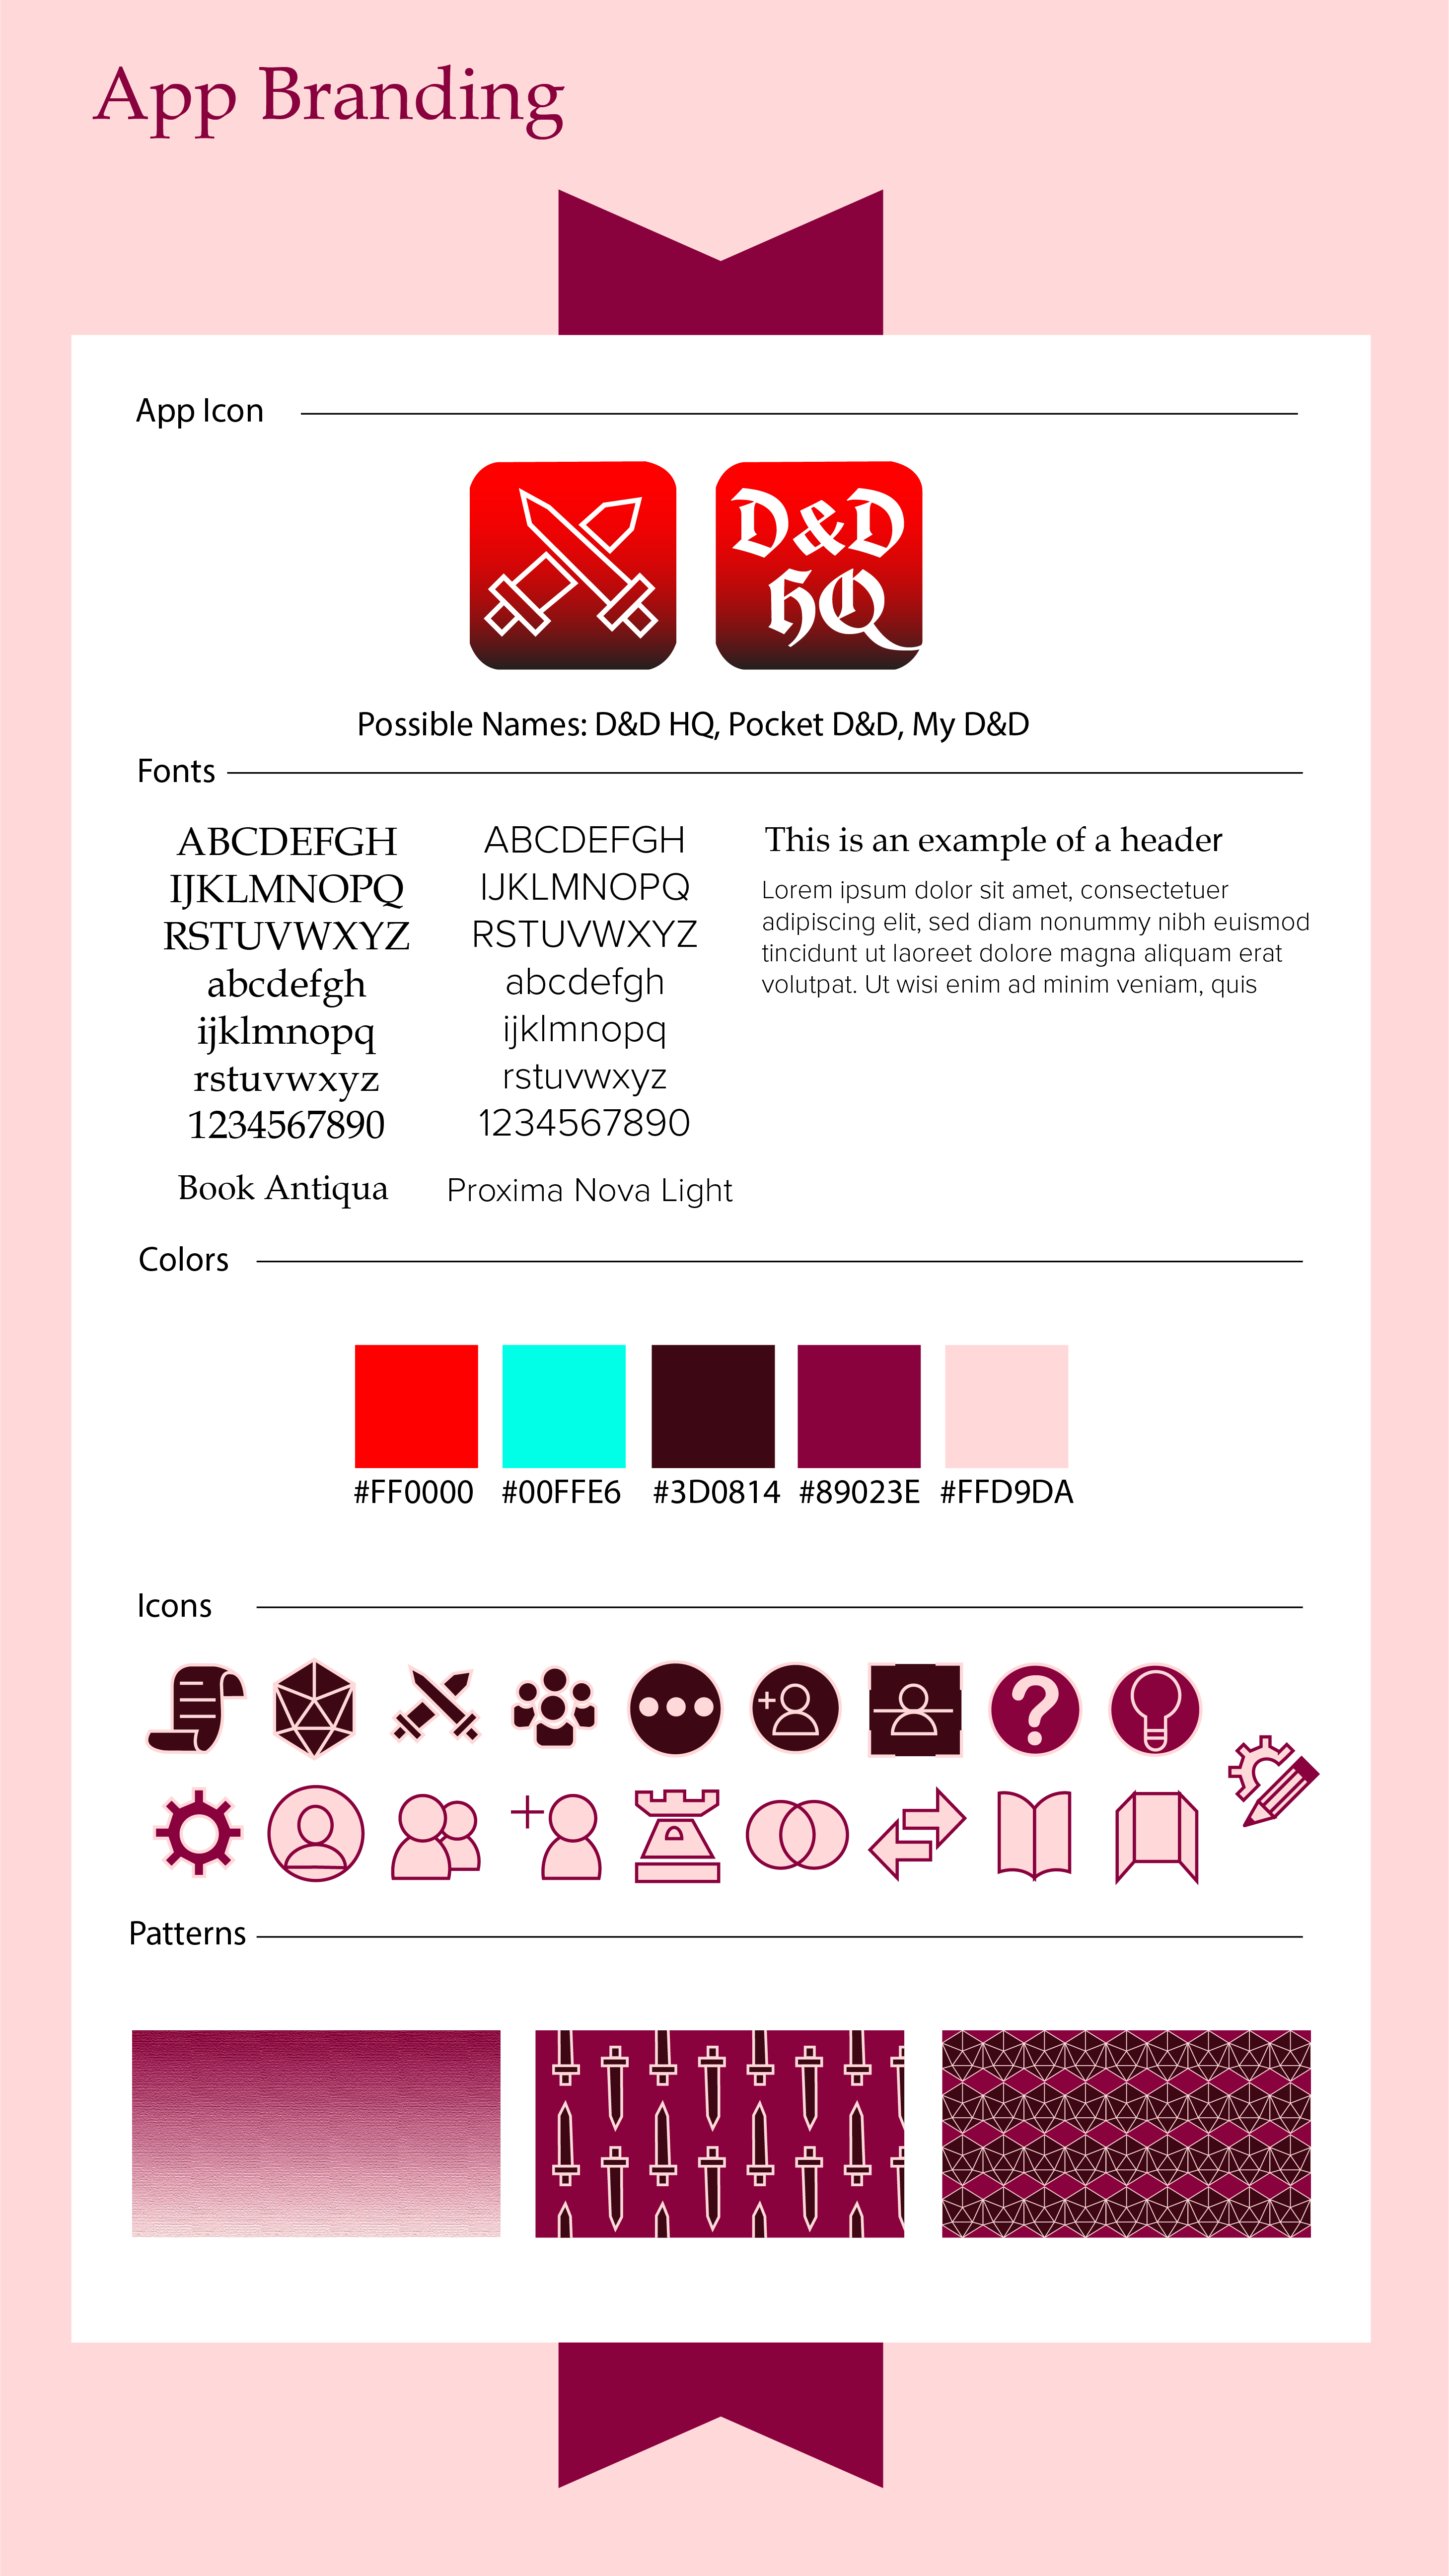 App Branding
App Icon
D&D
HQ
Possible Names: D&D HQ, Pocket D&D, My D&D
Fonts
ABCDEFGH
IJKLMNOPQ
RSTUVWXYZ
abcdefgh
ijklmnopq
rstuvwxyz
1234567890
Book Antiqua
ABCDEFGH
IJKLMNOPQ
RSTUVWXYZ
abcdefgh
ijklmnopq
rstuvwxyz
1234567890
Proxima Nova Light
This is an example of a header
Lorem ipsum dolor sit amet, consectetuer
adipiscing elit, sed diam nonummy nibh euismod
tincidunt ut laoreet dolore magna aliquam erat
volutpat. Ut wisi enim ad minim veniam, quis
Colors
#FF0000 #00FFE6 #3D0814 #89023E #FFD9DA
Icons
?
Patterns